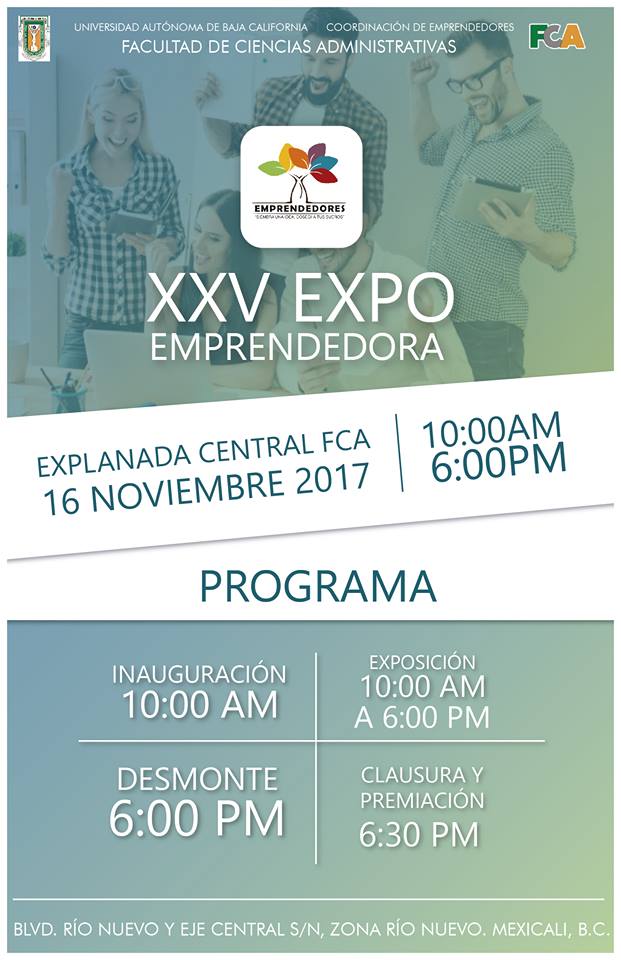 UNIVERSIDAD AUTÓNOMA DE BAJA CALIFORNIA COORDINACIÓN DE EMPRENDEDORES
FACULTAD DE CIENCIAS ADMINISTRATIVAS
FCA
EMPRENDEDORES
XXV EXPO
EMPRENDEDORA
EXPLANADA CENTRAL FCA
16 NOVIEMBRE 2017
10:00AM
6:00PM
PROGRAMA
INAUGURACIÓN
10:00 AM
EXPOSICIÓN
10:00 AM
A 6:00 PM
DESMONTE
6:00 PM
CLAUSURA Y
PREMIACIÓN
6:30 PM
BLVD. RÍO NUEVO Y EJE CENTRAL S/N, ZONA RÍO NUEVO. MEXICALI, B.C.